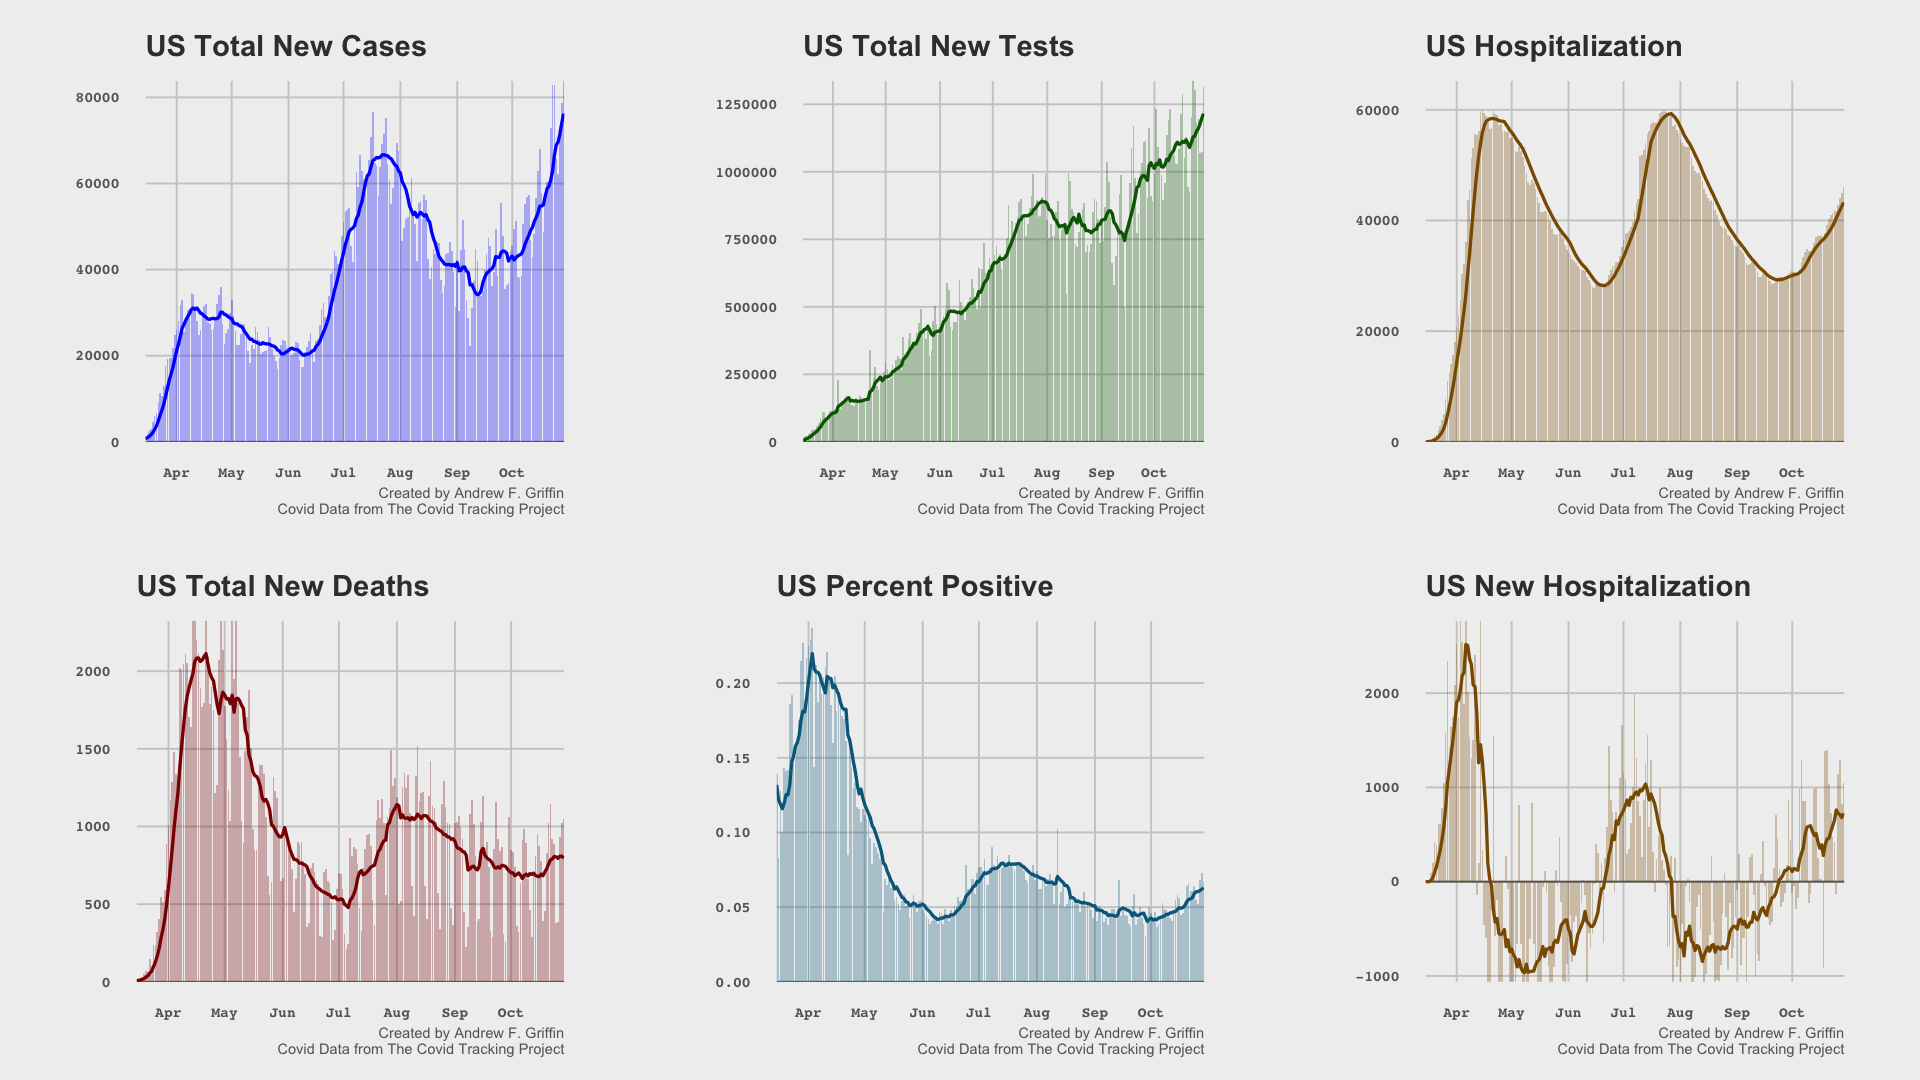 US Total New Cases
80000
60000
40000
20000
0
Apr May Jun Jul Aug Sep Oct
Created by Andrew F. Griffin
Covid Data from The Covid Tracking Project
US Total New Tests
1250000
1000000
750000
500000
250000
0
Apr May Jun Jul Aug Sep Oct
Created by Andrew F. Griffin
Covid Data from The Covid Tracking Project
US Hospitalization
60000
40000
20000
0
Apr May Jun Jul Aug Sep Oct
Created by Andrew F. Griffin
Covid Data from The Covid Tracking Project
US Total New Deaths
2000
1500
1000
500
0
Apr May Jun Jul Aug Sep Oct
Created by Andrew F. Griffin
Covid Data from The Covid Tracking Project
US Percent Positive
0.20
0.15
0.10
0.05
0.00
Apr May Jun Jul Aug Sep Oct
Created by Andrew F. Griffin
Covid Data from The Covid Tracking Project
US New Hospitalization
2000
1000
0
-1000
Apr May Jun Jul Aug Sep Oct
Created by Andrew F. Griffin
Covid Data from The Covid Tracking Project